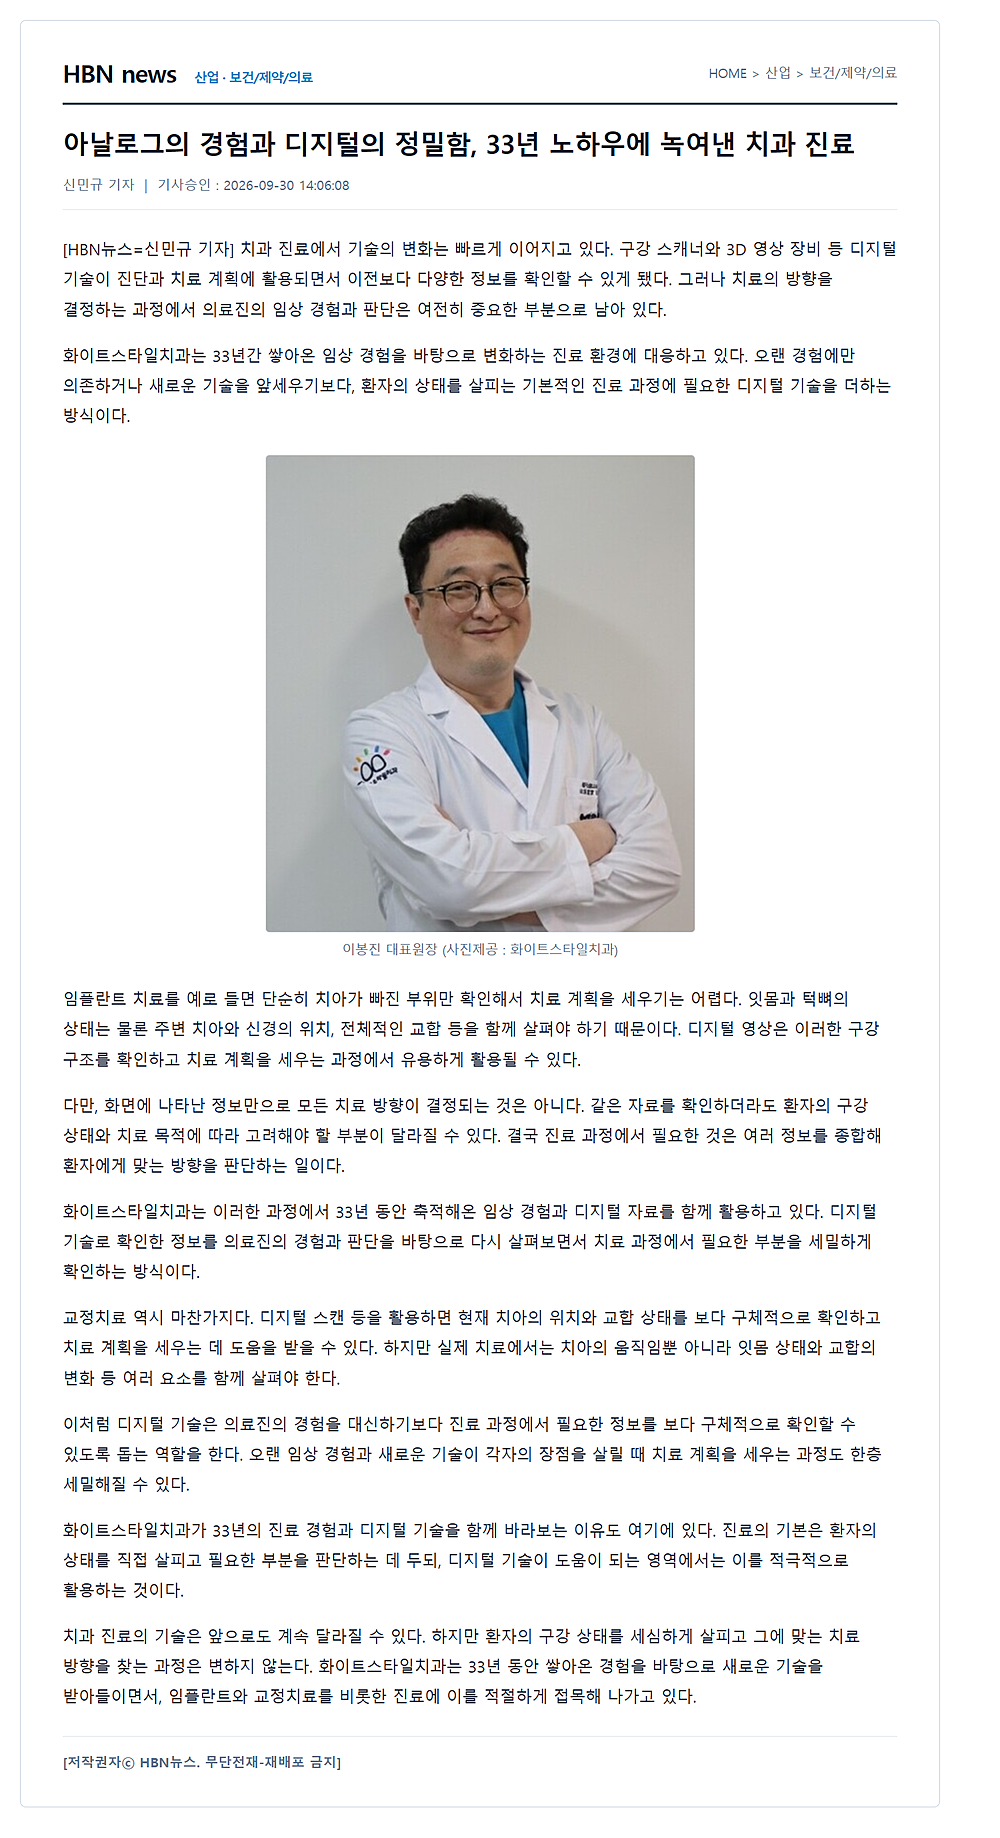 HBN news 산업 · 보건/제약/의료
HOME > 산업 > 보건/제약/의료
아날로그의 경험과 디지털의 정밀함, 33년 노하우에 녹여낸 치과 진료
신민규 기자 | 기사승인 : 2026-09-30 14:06:08
[HBN뉴스=신민규 기자] 치과 진료에서 기술의 변화는 빠르게 이어지고 있다. 구강 스캐너와 3D 영상 장비 등 디지털
기술이 진단과 치료 계획에 활용되면서 이전보다 다양한 정보를 확인할 수 있게 됐다. 그러나 치료의 방향을
결정하는 과정에서 의료진의 임상 경험과 판단은 여전히 중요한 부분으로 남아 있다.
화이트스타일치과는 33년간 쌓아온 임상 경험을 바탕으로 변화하는 진료 환경에 대응하고 있다. 오랜 경험에만
의존하거나 새로운 기술을 앞세우기보다, 환자의 상태를 살피는 기본적인 진료 과정에 필요한 디지털 기술을 더하는
방식이다.
이봉진 대표원장 (사진제공 : 화이트스타일치과)
임플란트 치료를 예로 들면 단순히 치아가 빠진 부위만 확인해서 치료 계획을 세우기는 어렵다. 잇몸과 턱뼈의
상태는 물론 주변 치아와 신경의 위치, 전체적인 교합 등을 함께 살펴야 하기 때문이다. 디지털 영상은 이러한 구강
구조를 확인하고 치료 계획을 세우는 과정에서 유용하게 활용될 수 있다.
다만, 화면에 나타난 정보만으로 모든 치료 방향이 결정되는 것은 아니다. 같은 자료를 확인하더라도 환자의 구강
상태와 치료 목적에 따라 고려해야 할 부분이 달라질 수 있다. 결국 진료 과정에서 필요한 것은 여러 정보를 종합해
환자에게 맞는 방향을 판단하는 일이다.
화이트스타일치과는 이러한 과정에서 33년 동안 축적해온 임상 경험과 디지털 자료를 함께 활용하고 있다. 디지털
기술로 확인한 정보를 의료진의 경험과 판단을 바탕으로 다시 살펴보면서 치료 과정에서 필요한 부분을 세밀하게
확인하는 방식이다.
교정치료 역시 마찬가지다. 디지털 스캔 등을 활용하면 현재 치아의 위치와 교합 상태를 보다 구체적으로 확인하고
치료 계획을 세우는 데 도움을 받을 수 있다. 하지만 실제 치료에서는 치아의 움직임뿐 아니라 잇몸 상태와 교합의
변화 등 여러 요소를 함께 살펴야 한다.
이처럼 디지털 기술은 의료진의 경험을 대신하기보다 진료 과정에서 필요한 정보를 보다 구체적으로 확인할 수
있도록 돕는 역할을 한다. 오랜 임상 경험과 새로운 기술이 각자의 장점을 살릴 때 치료 계획을 세우는 과정도 한층
세밀해질 수 있다.
화이트스타일치과가 33년의 진료 경험과 디지털 기술을 함께 바라보는 이유도 여기에 있다. 진료의 기본은 환자의
상태를 직접 살피고 필요한 부분을 판단하는 데 두되, 디지털 기술이 도움이 되는 영역에서는 이를 적극적으로
활용하는 것이다.
치과 진료의 기술은 앞으로도 계속 달라질 수 있다. 하지만 환자의 구강 상태를 세심하게 살피고 그에 맞는 치료
방향을 찾는 과정은 변하지 않는다. 화이트스타일치과는 33년 동안 쌓아온 경험을 바탕으로 새로운 기술을
받아들이면서, 임플란트와 교정치료를 비롯한 진료에 이를 적절하게 접목해 나가고 있다.
[저작권자ⓒ HBN뉴스. 무단전재-재배포 금지]